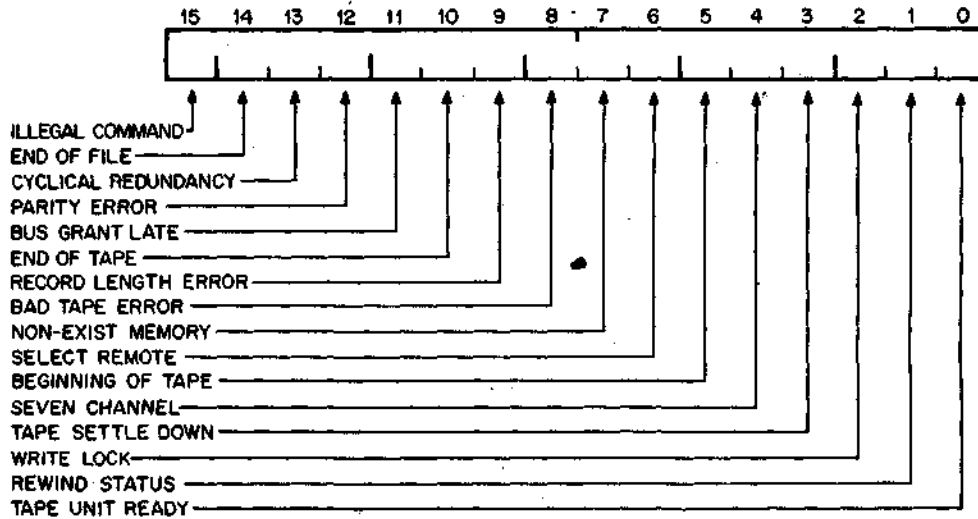 15 14 13 12 11 10 9 8 7 6 5 4 3 2 1 0
ILLEGAL COMMAND
END OF FILE
CYCLICAL REDUNDANCY
PARITY ERROR
BUS GRANT LATE
END OF TAPE
RECORD LENGTH ERROR
BAD TAPE ERROR
NON-EXIST MEMORY
SELECT REMOTE
BEGINNING OF TAPE
SEVEN CHANNEL
TAPE SETTLE DOWN
WRITE LOCK
REWIND STATUS
TAPE UNIT READY